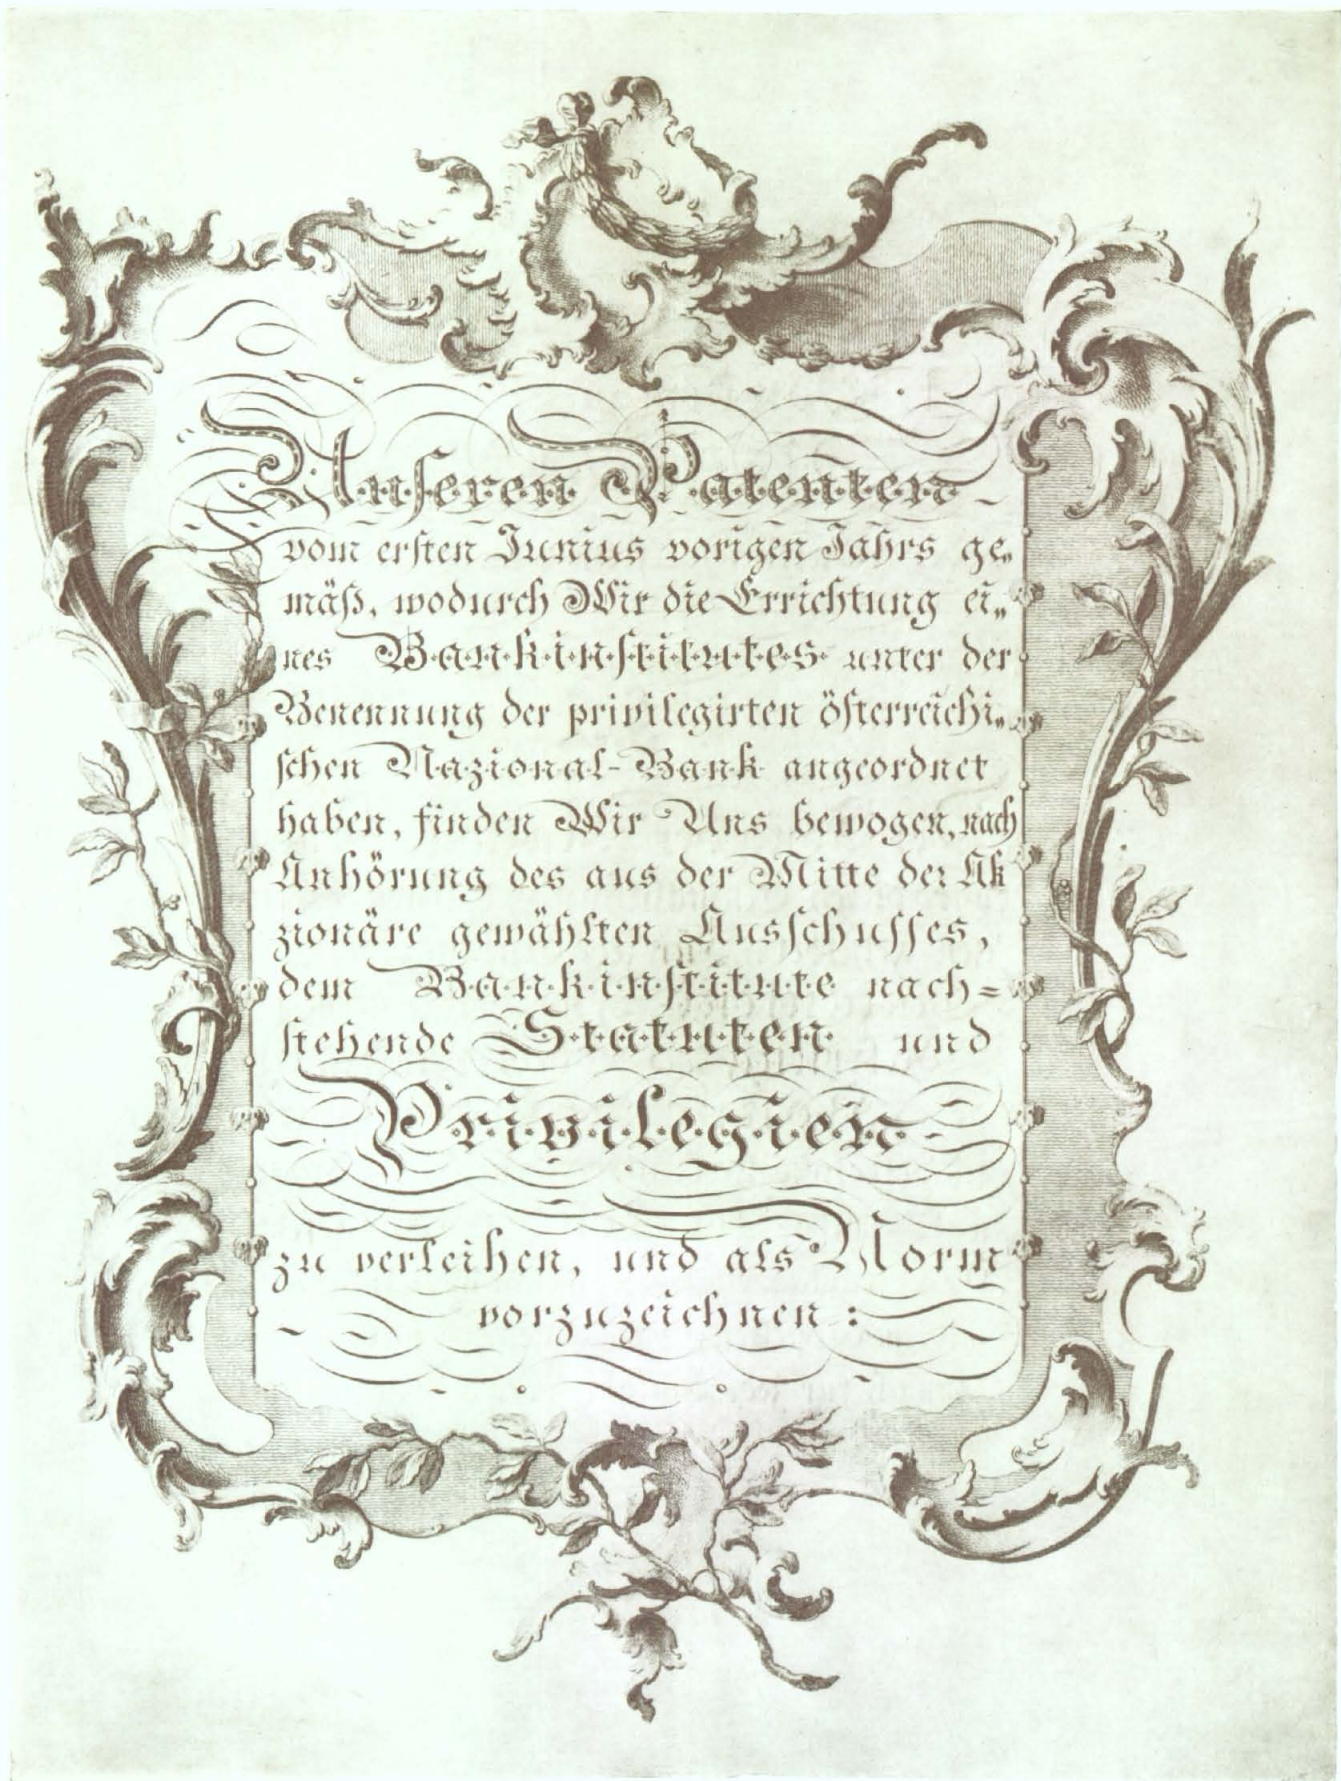 Unseren Patenten
vom ersten Junius vorigen Jahrs ge„
mäß, wodurch Wir die Errichtung ei„
nes Bankinstitutes unter der
Benennung der privilegirten österreichi„
schen Nazional-Bank angeordnet
haben, finden Wir Uns bewogen, nach
Anhörung des aus der Mitte der Ak
zionäre gewählten Ausschusses,
dem Bankinstitute nach=
stehende Statuten und
Privilegien
zu verleihen, und als Norm
vorzuzeichnen: